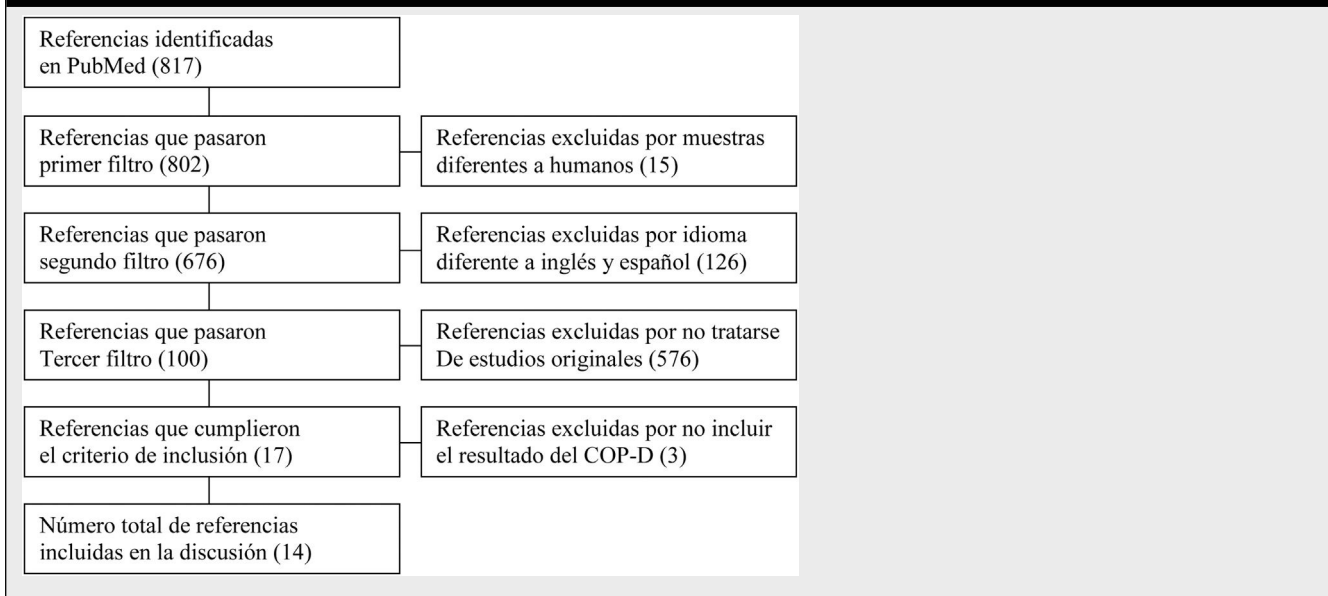 Referencias identificadas
en PubMed (817)
Referencias que pasaron
primer filtro (802)
Referencias excluidas por muestras
diferentes a humanos (15)
Referencias que pasaron
segundo filtro (676)
Referencias excluidas por idioma
diferente a inglés y español (126)
Referencias que pasaron
Tercer filtro (100)
Referencias excluidas por no tratarse
De estudios originales (576)
Referencias que cumplieron
el criterio de inclusión (17)
Referencias excluidas por no incluir
el resultado del COP-D (3)
Número total de referencias
incluidas en la discusión (14)